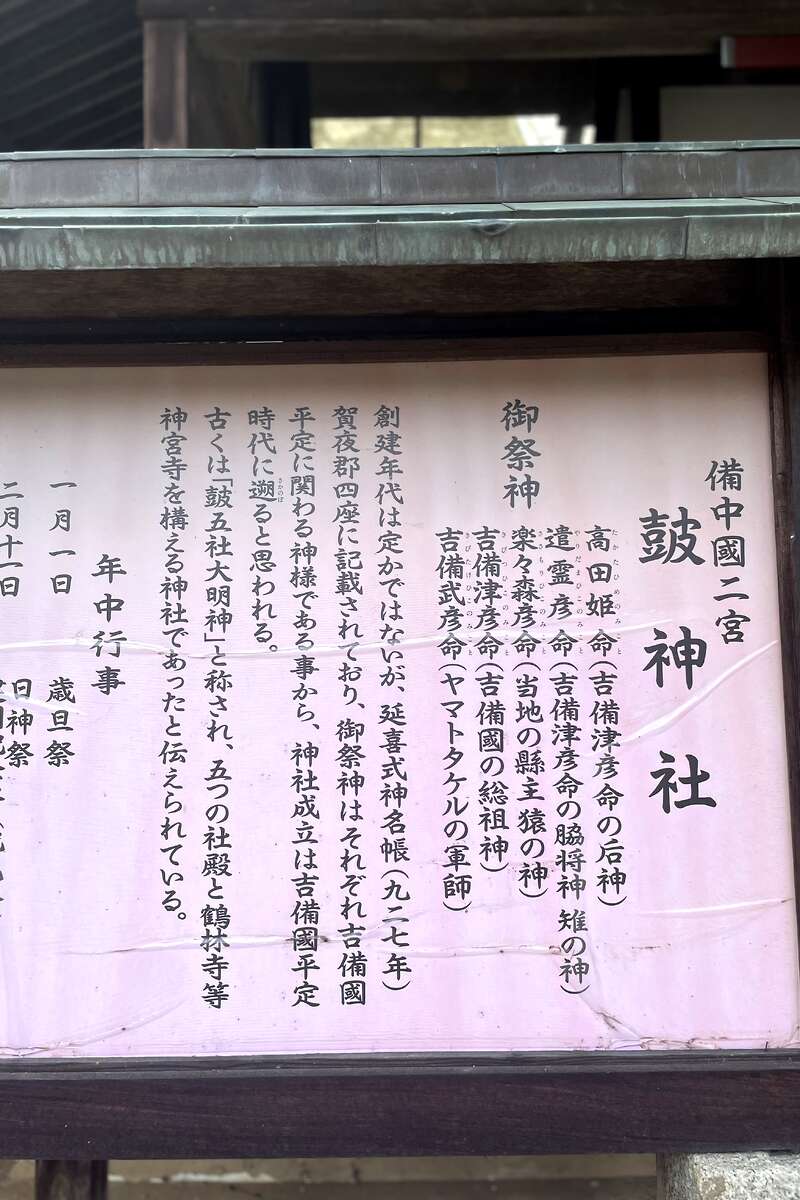 備中國二宮
皷神社
御祭神
高田姫命(吉備津彦命の后神)
遣霊彦命(吉備津彦命の脇将神 雉の神)
楽々森彦命(当地の縣主猿の神)
吉備津彦命(吉備國の総祖神)
吉備武彦命(ヤマトタケルの軍師)
創建年代は定かではないが、延喜式神名帳(九二七年)
賀夜郡四座に記載されており、御祭神はそれぞれ吉備國
平定に関わる神様である事から、神社成立は吉備國平定
時代に遡ると思われる。
古くは「皷五社大明神」と称され、五つの社殿と鶴林寺等
神宮寺を構える神社であったと伝えられている。
年中行事
一月一日 歳旦祭
二月十一日 日神祭